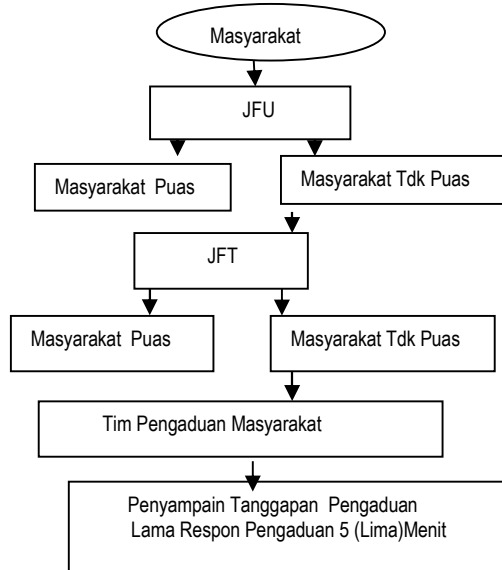 Masyarakat
JFU
Masyarakat Puas
Masyarakat Tdk Puas
JFT
Masyarakat Puas
Masyarakat Tdk Puas
Tim Pengaduan Masyarakat
Penyampain Tanggapan Pengaduan
Lama Respon Pengaduan 5 (Lima)Menit